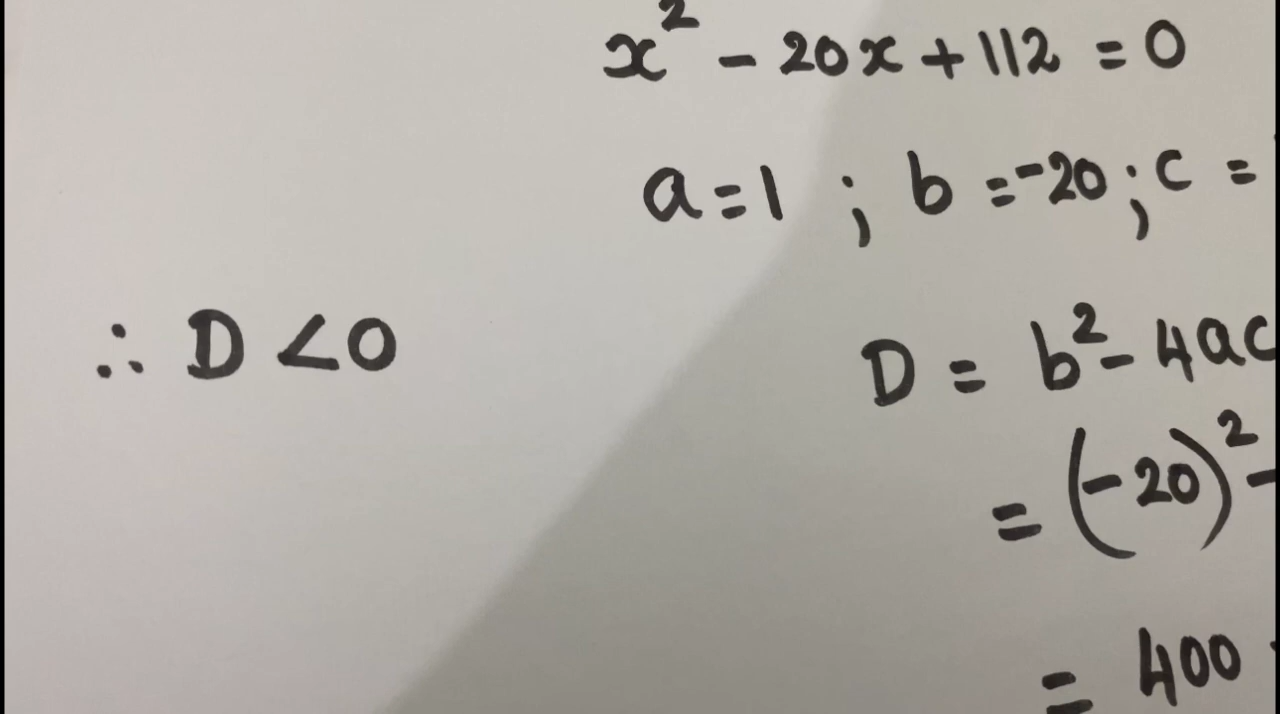 x² - 20x + 112 = 0
a = 1 ; b = -20 ; c =
∴ D < 0
D = b² - 4ac
= (-20)² -
= 400